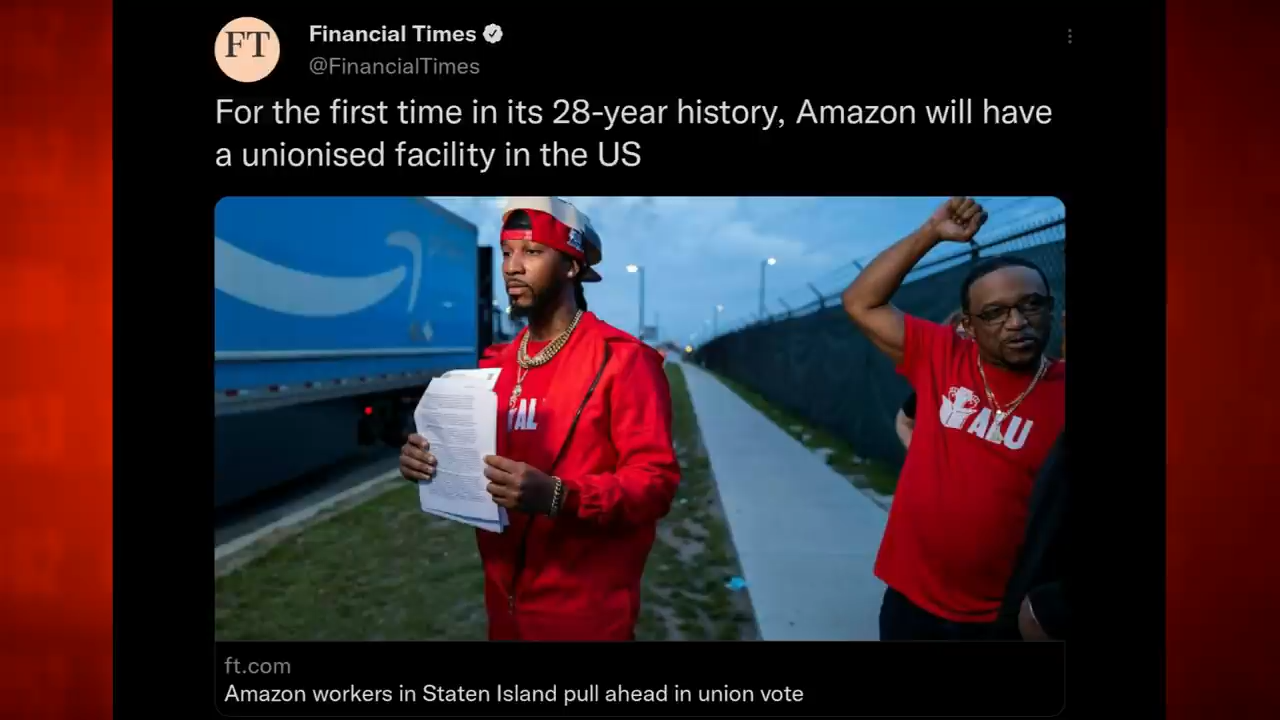 FT
Financial Times
@FinancialTimes
For the first time in its 28-year history, Amazon will have
a unionised facility in the US
ALU
ft.com
Amazon workers in Staten Island pull ahead in union vote